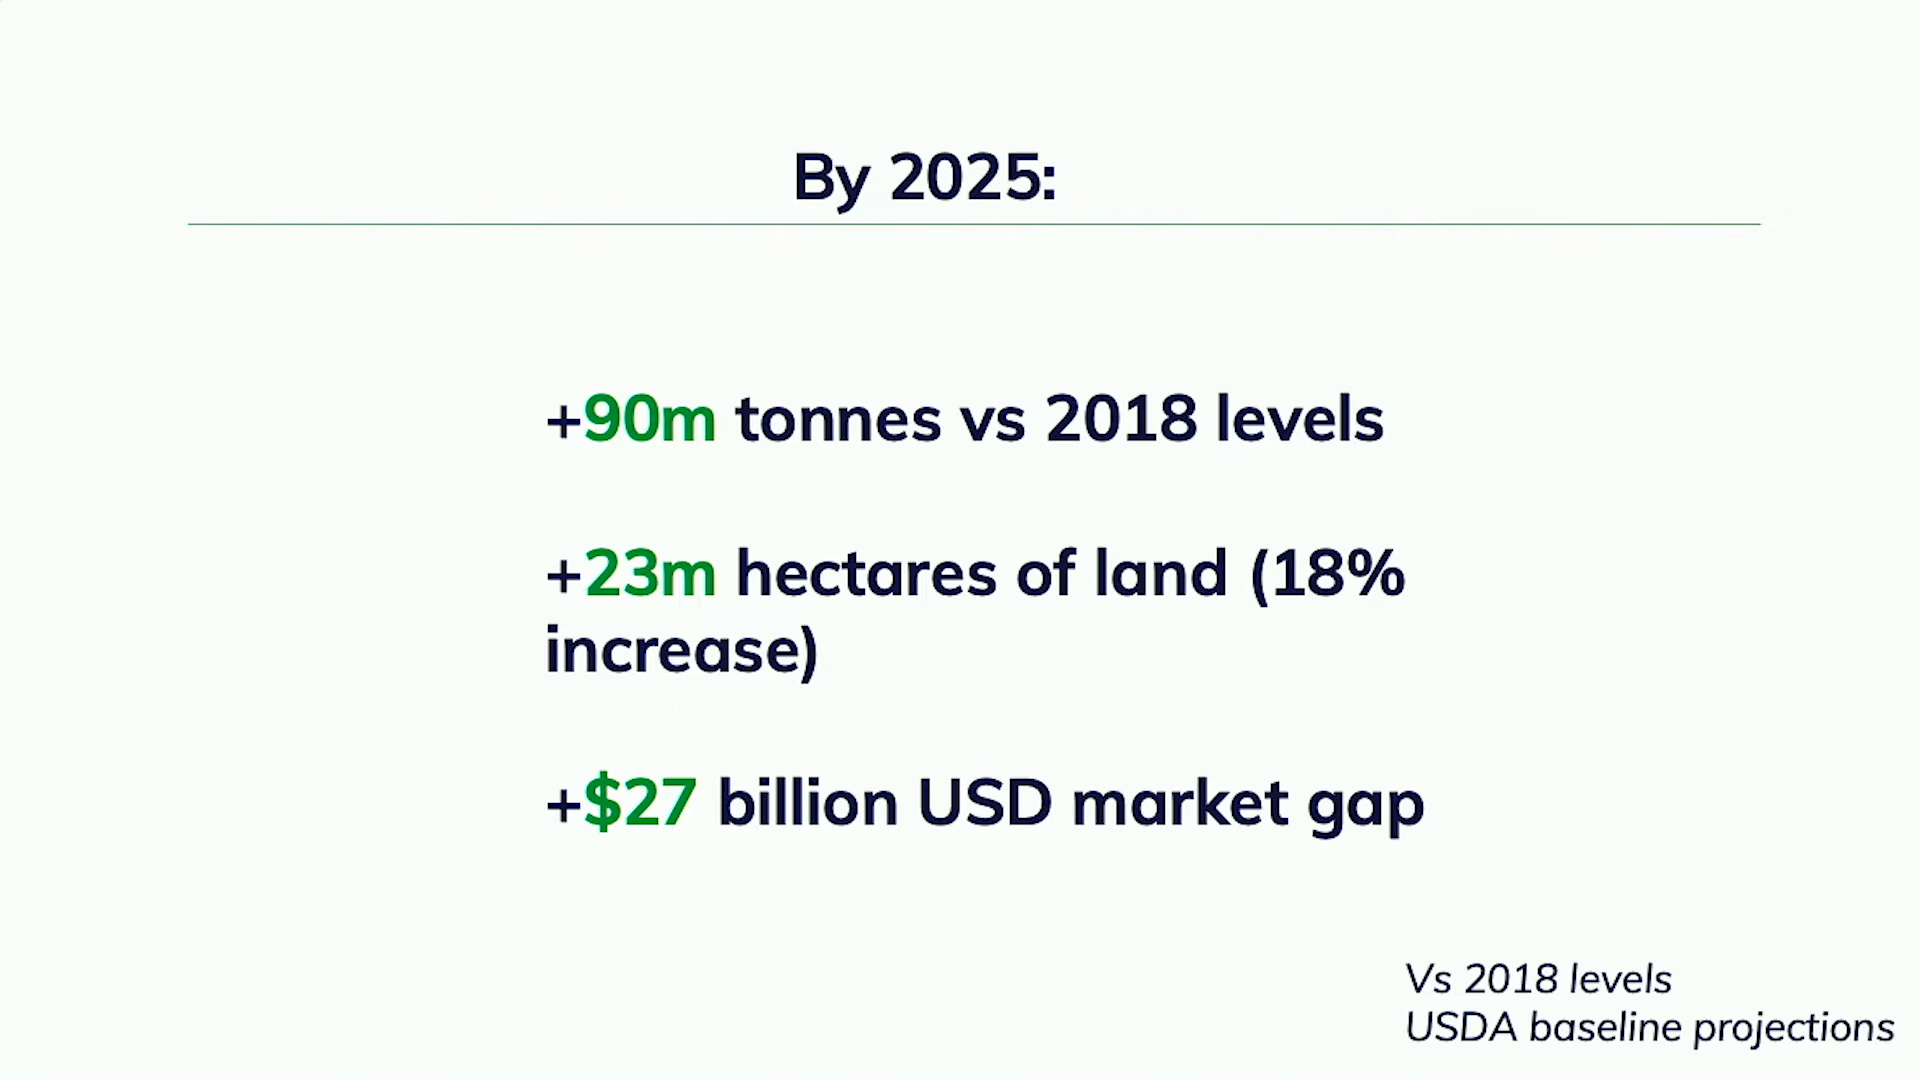 By 2025:
+90m tonnes vs 2018 levels
+23m hectares of land (18%
increase)
+$27 billion USD market gap
Vs 2018 levels
USDA baseline projections